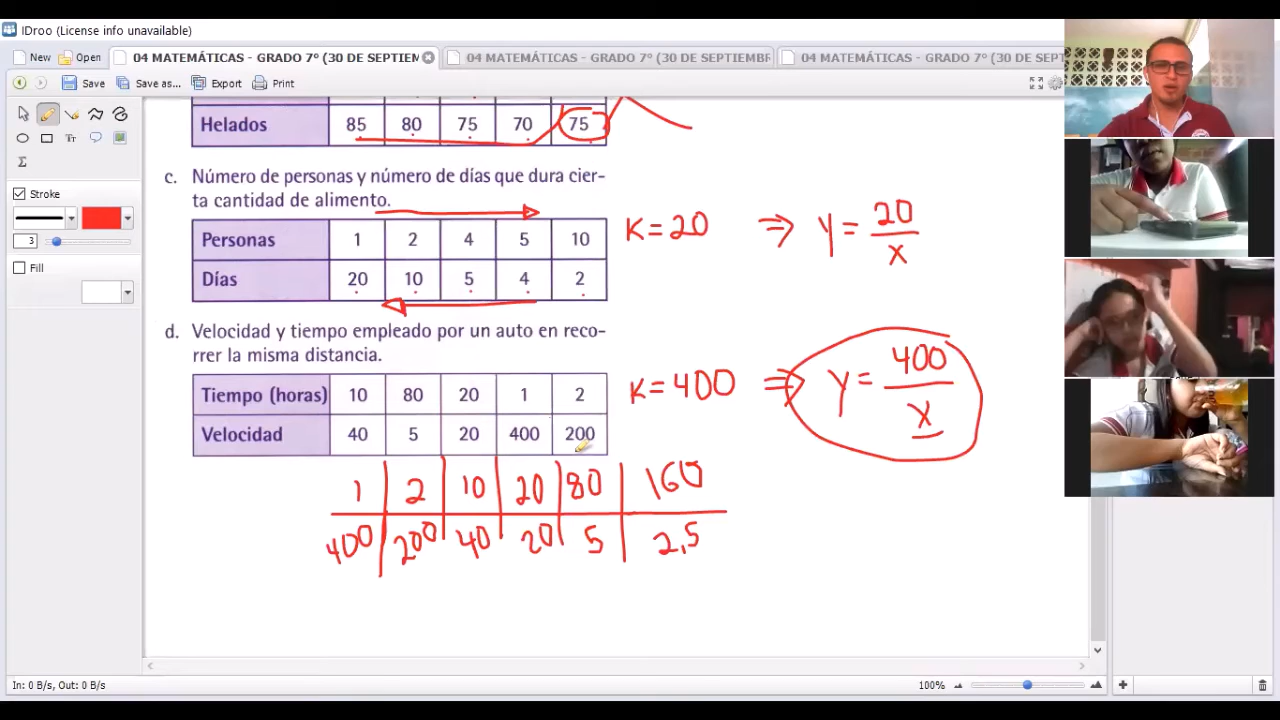 IDroo (License info unavailable)
New Open 04 MATEMÁTICAS - GRADO 7º (30 DE SEPTIEM 04 MATEMÁTICAS - GRADO 7º (30 DE SEPTIEMBR 04 MATEMÁTICAS - GRADO 7º (30 DE SEPT
Save Save as... Export Print
Helados 85 80 75 70 75
c. Número de personas y número de días que dura cier-
ta cantidad de alimento.
Personas 1 2 4 5 10
Días 20 10 5 4 2
K=20 ⇒ y= 20/x
d. Velocidad y tiempo empleado por un auto en reco-
rrer la misma distancia.
Tiempo (horas) 10 80 20 1 2
Velocidad 40 5 20 400 200
K=400 ⇒ y= 400/x
1 2 10 20 80 160
400 200 40 20 5 2,5
Tt
Σ
Stroke
3
Fill
In: 0 B/s, Out: 0 B/s 100%